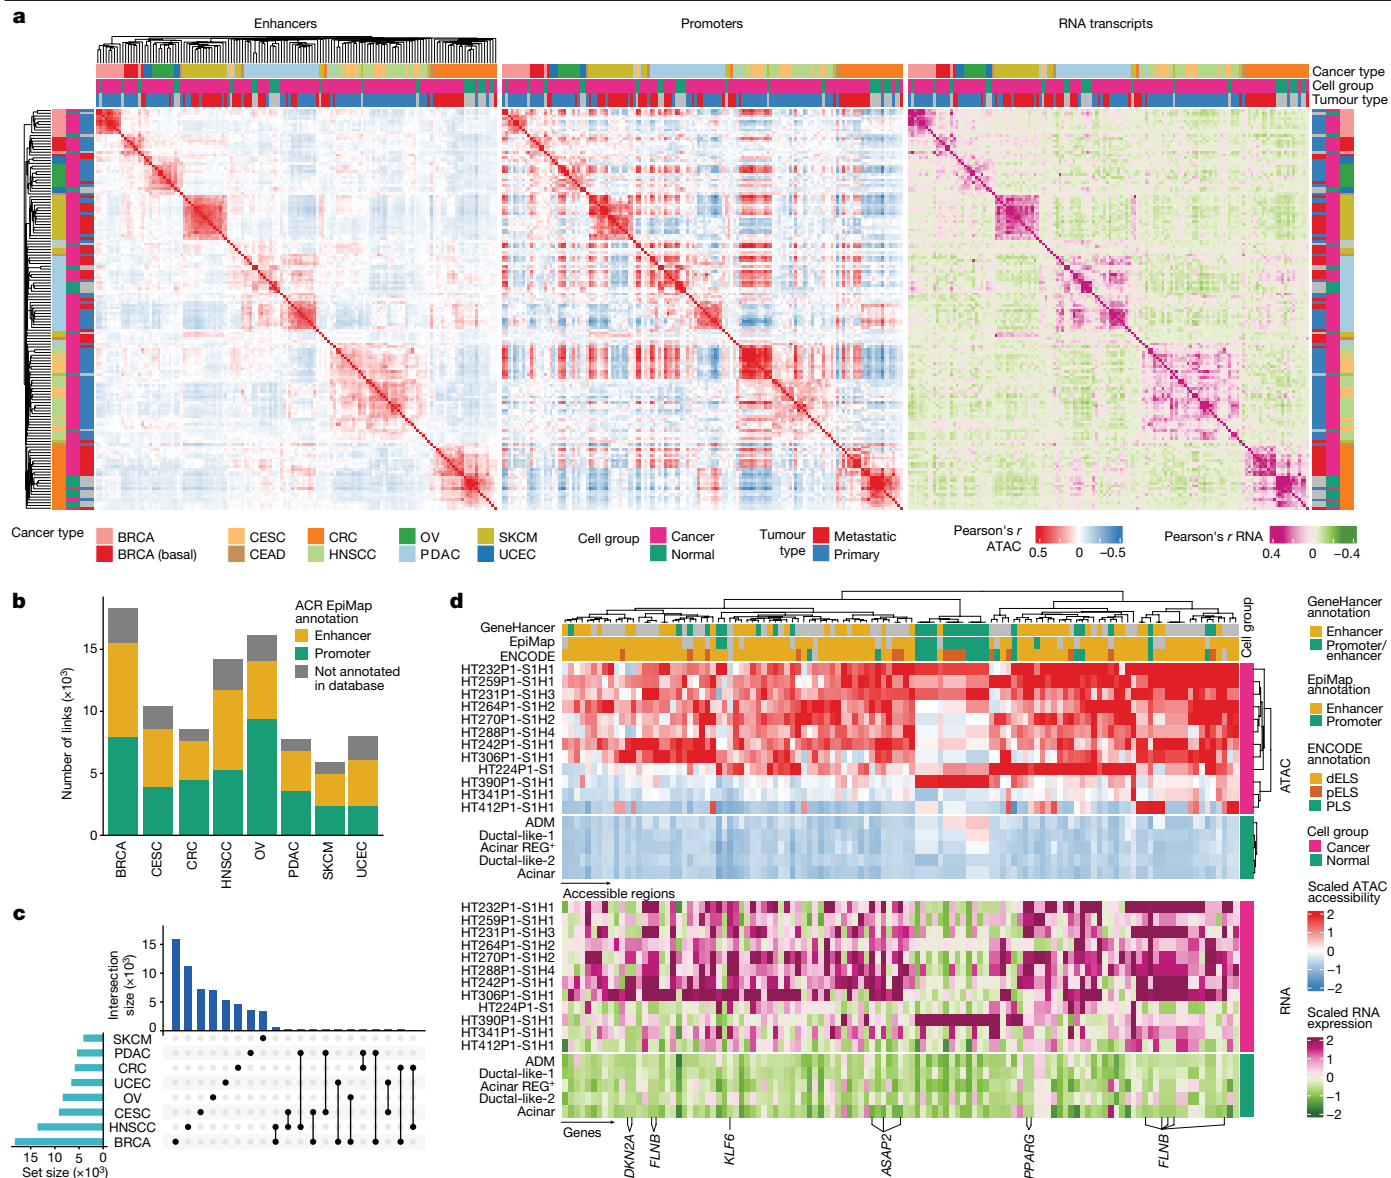 a
Enhancers
Promoters
RNA transcripts
Cancer type
Cell group
Tumour type
Cancer type
BRCA
BRCA (basal)
CESC
CEAD
CRC
HNSCC
OV
PDAC
SKCM
UCEC
Cell group
Cancer
Normal
Tumour type
Metastatic
Primary
Pearson's r ATAC
0.5 0 -0.5
Pearson's r RNA
0.4 0 -0.4
b
Number of links (×10³)
15
10
5
0
ACR EpiMap annotation
Enhancer
Promoter
Not annotated in database
BRCA
CESC
CRC
HNSCC
OV
PDAC
SKCM
UCEC
c
Intersection size (×10³)
15
10
5
0
SKCM
PDAC
CRC
UCEC
OV
CESC
HNSCC
BRCA
15 10 5 0
Set size (×10³)
d
GeneHancer
EpiMap
ENCODE
Cell group
HT232P1-S1H1
HT259P1-S1H1
HT231P1-S1H3
HT264P1-S1H2
HT270P1-S1H2
HT288P1-S1H4
HT242P1-S1H1
HT306P1-S1H1
HT224P1-S1
HT390P1-S1H1
HT341P1-S1H1
HT412P1-S1H1
ADM
Ductal-like-1
Acinar REG⁺
Ductal-like-2
Acinar
ATAC
Accessible regions
HT232P1-S1H1
HT259P1-S1H1
HT231P1-S1H3
HT264P1-S1H2
HT270P1-S1H2
HT288P1-S1H4
HT242P1-S1H1
HT306P1-S1H1
HT224P1-S1
HT390P1-S1H1
HT341P1-S1H1
HT412P1-S1H1
ADM
Ductal-like-1
Acinar REG⁺
Ductal-like-2
Acinar
RNA
Genes
DKN2A
FLNB
KLF6
ASAP2
PPARG
FLNB
GeneHancer
annotation
Enhancer
Promoter/
enhancer
EpiMap
annotation
Enhancer
Promoter
ENCODE
annotation
dELS
pELS
PLS
Cell group
Cancer
Normal
Scaled ATAC
accessibility
2
1
0
−1
−2
Scaled RNA
expression
2
1
0
−1
−2